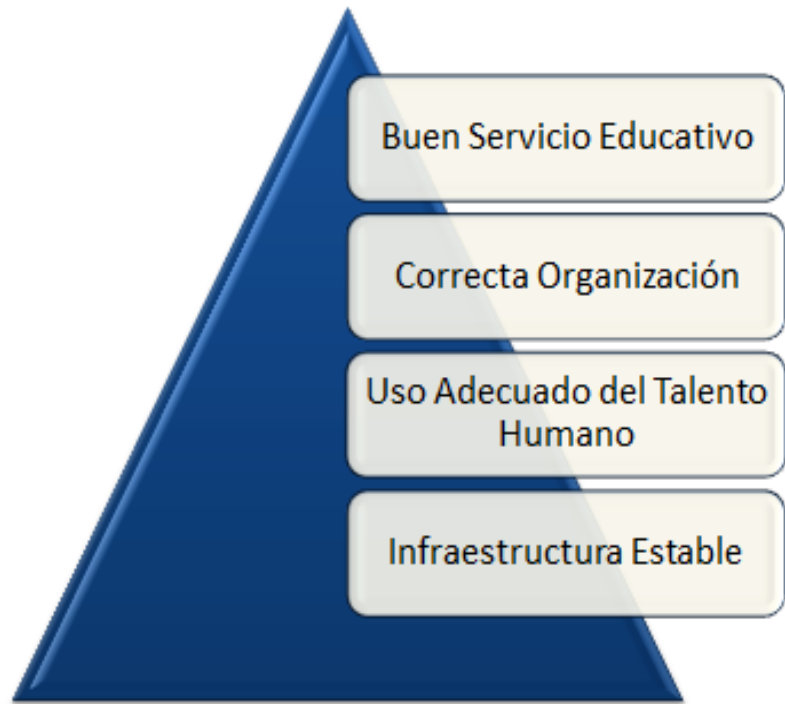 Buen Servicio Educativo
Correcta Organización
Uso Adecuado del Talento
Humano
Infraestructura Estable